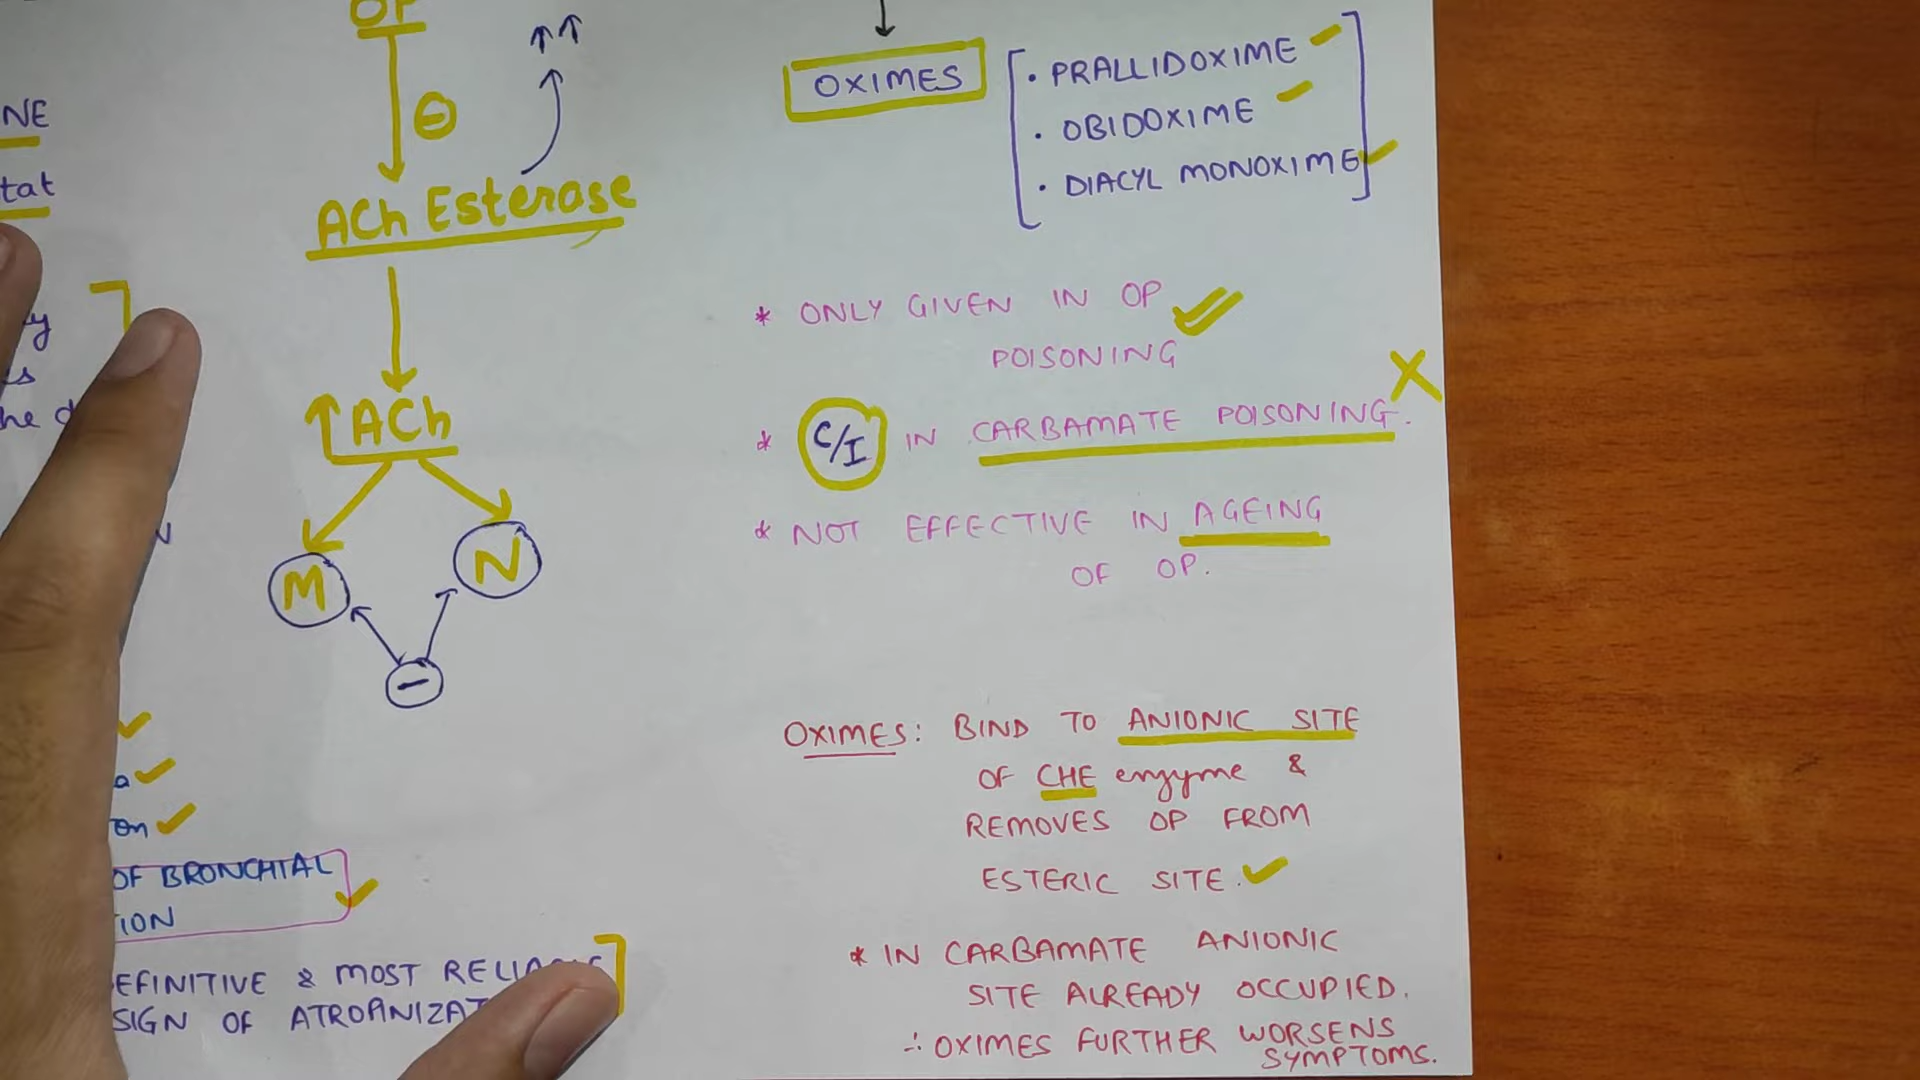 OP
NE
tat
ACh Esterase
↑ACh
M
N
OF BRONCHIAL
ION
EFINITIVE & MOST
SIGN OF
OXIMES
• PRALLIDOXIME
• OBIDOXIME
• DIACYL MONOXIME
* ONLY GIVEN IN OP
POISONING
* C/I IN CARBAMATE POISONING.
* NOT EFFECTIVE IN AGEING
OF OP.
OXIMES: BIND TO ANIONIC SITE
OF CHE enzyme &
REMOVES OP FROM
ESTERIC SITE.
* IN CARBAMATE ANIONIC
SITE ALREADY OCCUPIED.
∴ OXIMES FURTHER WORSENS
SYMPTOMS.